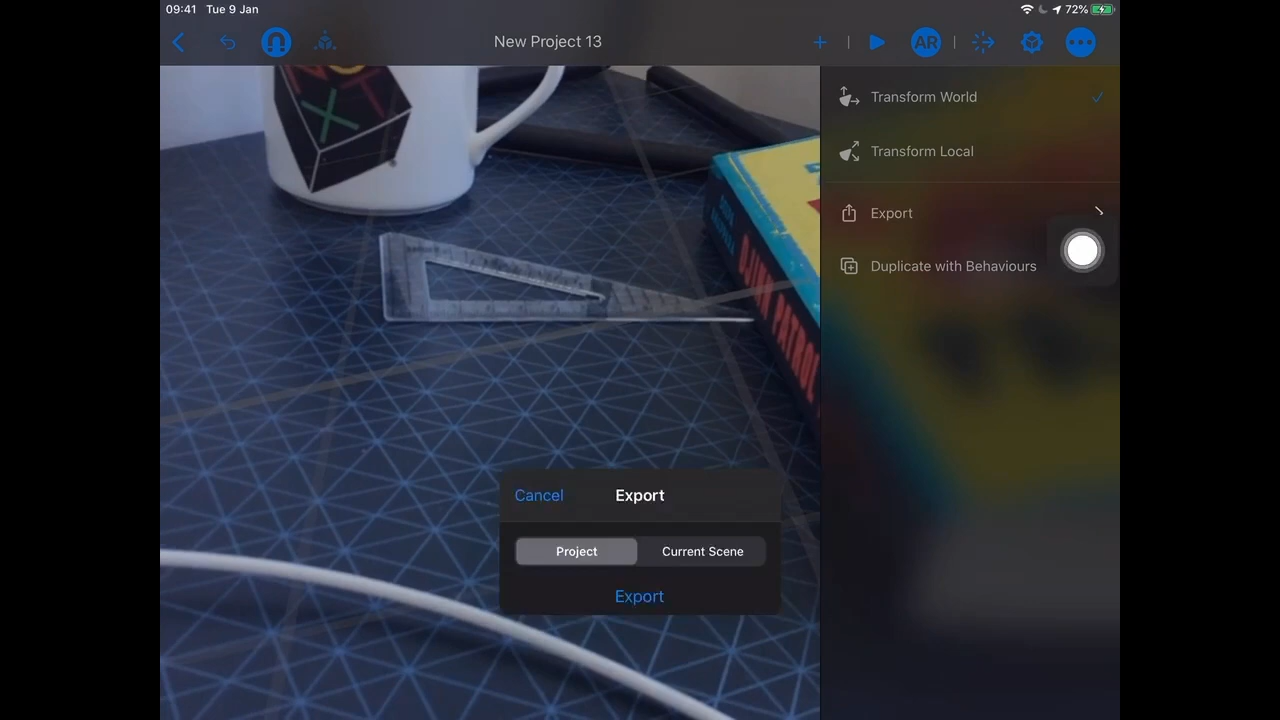 09:41 Tue 9 Jan
72%
New Project 13
AR
Transform World
Transform Local
Export
Duplicate with Behaviours
X
Cancel Export
Project Current Scene
Export